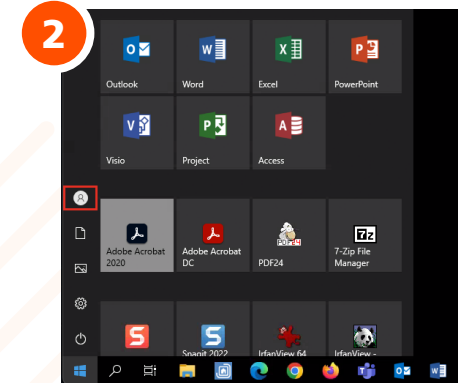 2
Outlook
Word
Excel
PowerPoint
Visio
Project
Access
Adobe Acrobat
2020
Adobe Acrobat
DC
PDF24
7-Zip File
Manager
Snagit 2022
IrfanView 64
IrfanView -